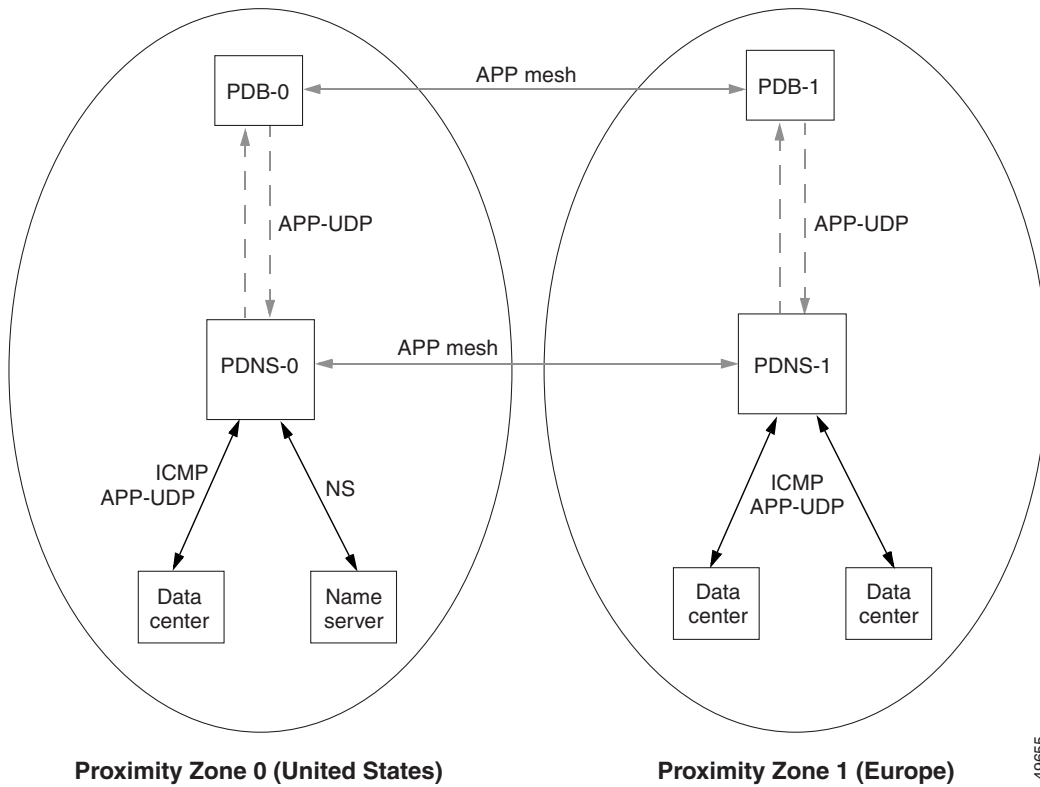 PDB-0
APP mesh
PDB-1
APP-UDP
APP-UDP
PDNS-0
APP mesh
PDNS-1
ICMP
APP-UDP
NS
ICMP
APP-UDP
Data
center
Name
server
Data
center
Data
center
Proximity Zone 0 (United States)
Proximity Zone 1 (Europe)
49655